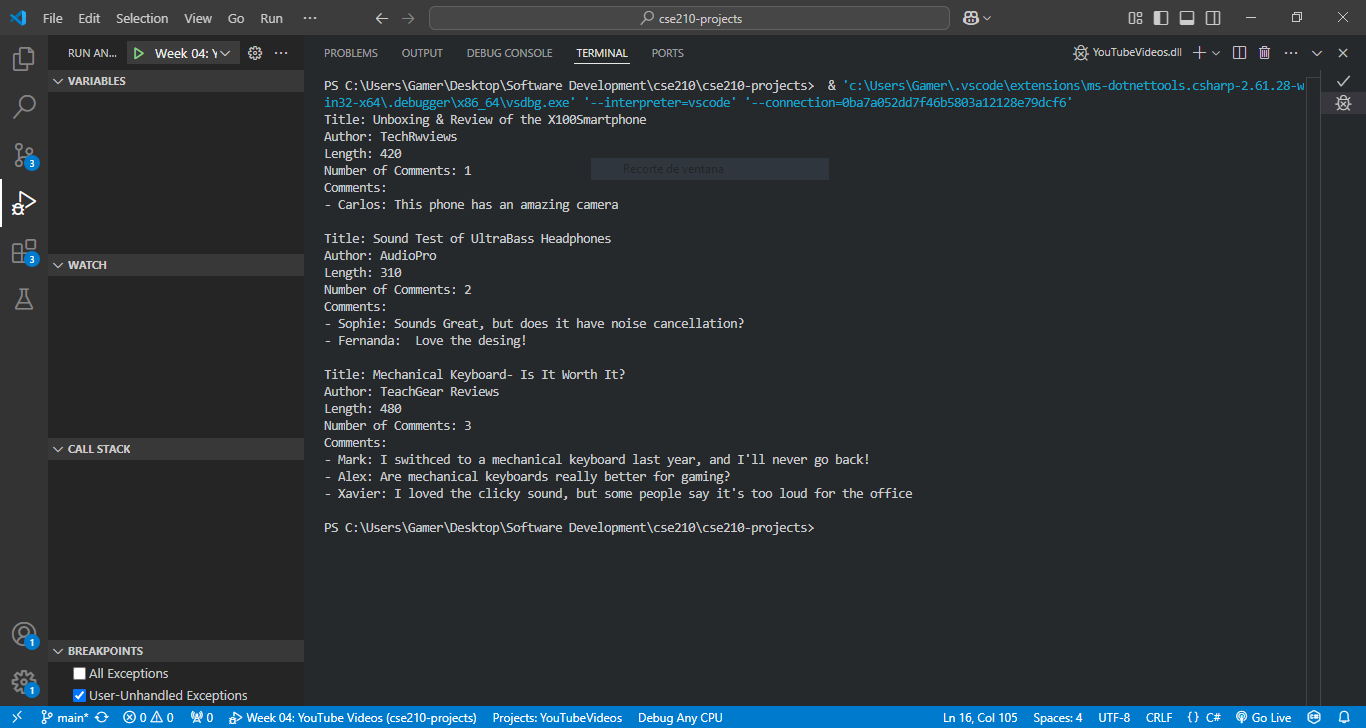 File Edit Selection View Go Run ··· cse210-projects
RUN AN... Week 04: Y ···
PROBLEMS OUTPUT DEBUG CONSOLE TERMINAL PORTS YouTubeVideos.dll ···
VARIABLES
WATCH
CALL STACK
BREAKPOINTS
All Exceptions
User-Unhandled Exceptions
3
3
1
1
PS C:\Users\Gamer\Desktop\Software Development\cse210\cse210-projects>  & 'c:\Users\Gamer\.vscode\extensions\ms-dotnettools.csharp-2.61.28-w
in32-x64\.debugger\x86_64\vsdbg.exe' '--interpreter=vscode' '--connection=0ba7a052dd7f46b5803a12128e79dcf6'
Title: Unboxing & Review of the X100Smartphone
Author: TechRwviews
Length: 420
Number of Comments: 1
Recorte de ventana
Comments:
- Carlos: This phone has an amazing camera
Title: Sound Test of UltraBass Headphones
Author: AudioPro
Length: 310
Number of Comments: 2
Comments:
- Sophie: Sounds Great, but does it have noise cancellation?
- Fernanda:  Love the desing!
Title: Mechanical Keyboard- Is It Worth It?
Author: TeachGear Reviews
Length: 480
Number of Comments: 3
Comments:
- Mark: I swithced to a mechanical keyboard last year, and I'll never go back!
- Alex: Are mechanical keyboards really better for gaming?
- Xavier: I loved the clicky sound, but some people say it's too loud for the office
PS C:\Users\Gamer\Desktop\Software Development\cse210\cse210-projects>
main* 0 0 0 Week 04: YouTube Videos (cse210-projects) Projects: YouTubeVideos Debug Any CPU Ln 16, Col 105 Spaces: 4 UTF-8 CRLF {} C# Go Live